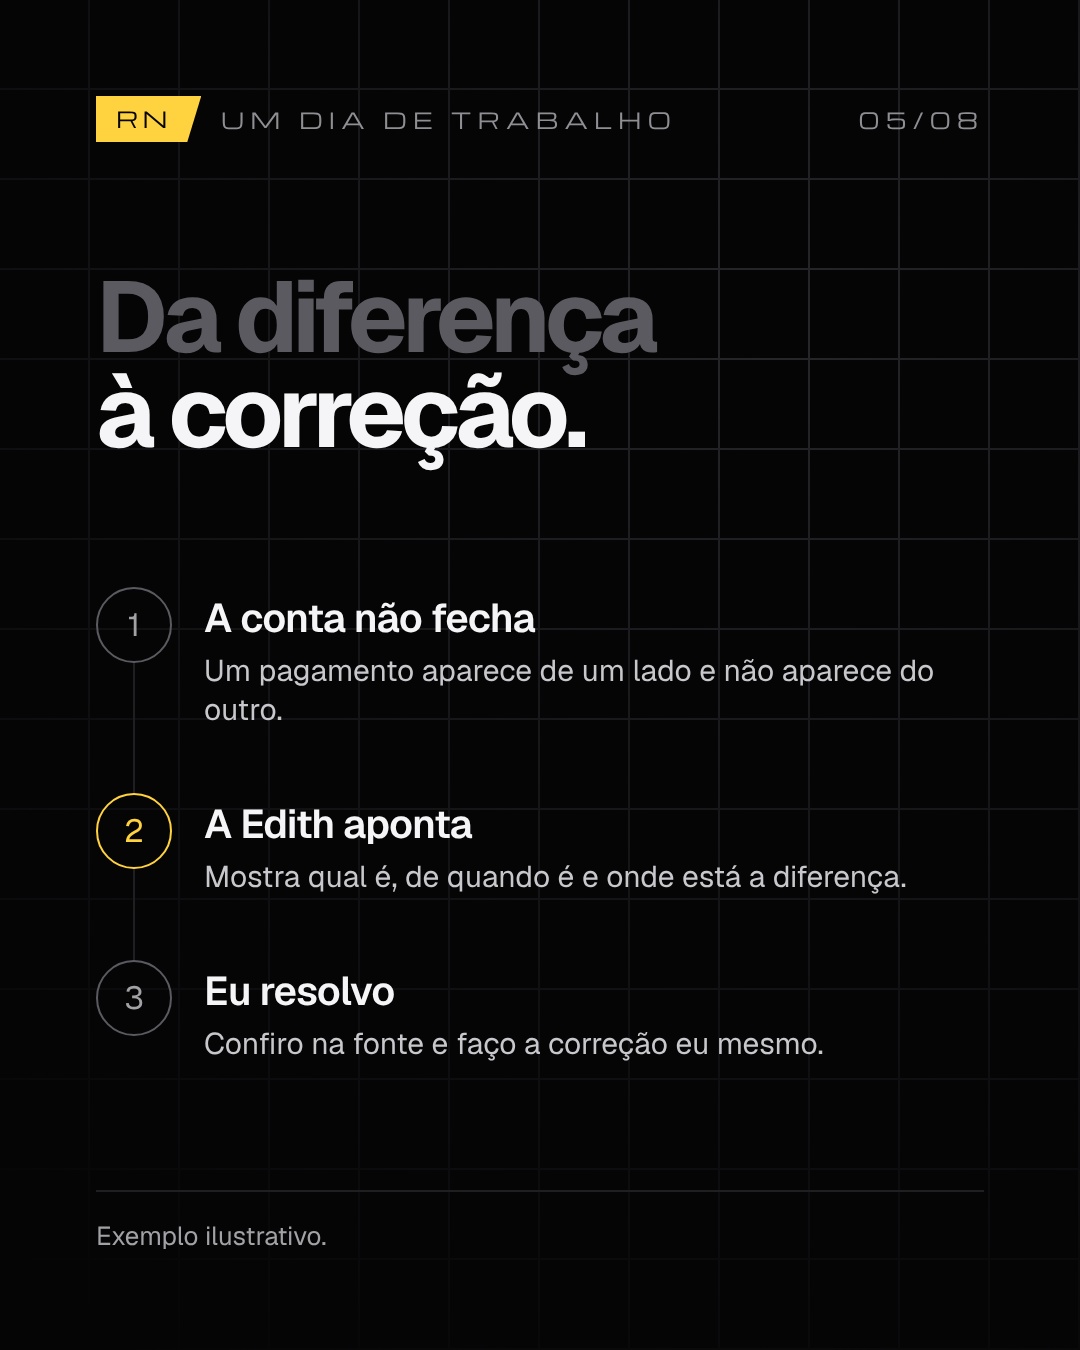 RN UM DIA DE TRABALHO 05/08
Da diferença
à correção.
1 A conta não fecha
Um pagamento aparece de um lado e não aparece do
outro.
2 A Edith aponta
Mostra qual é, de quando é e onde está a diferença.
3 Eu resolvo
Confiro na fonte e faço a correção eu mesmo.
Exemplo ilustrativo.